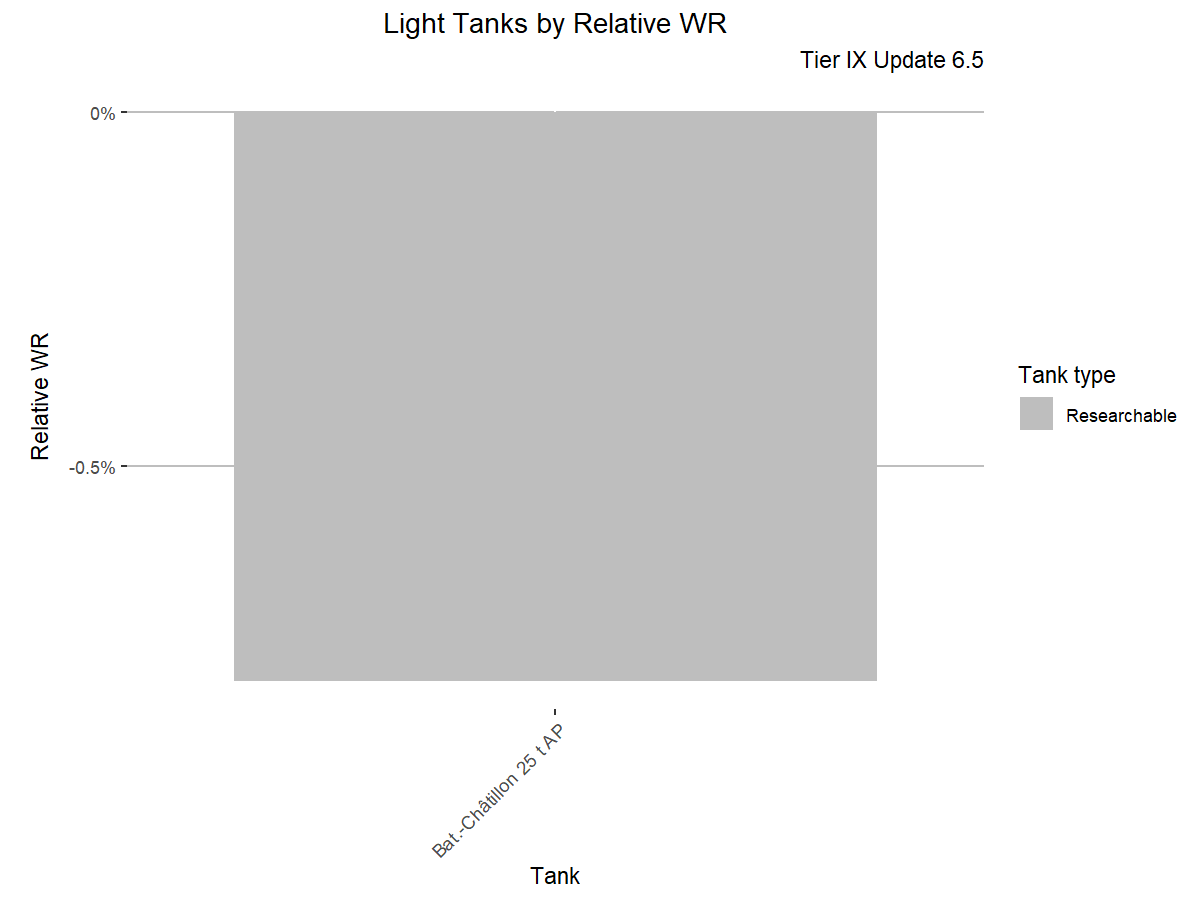 Light Tanks by Relative WR
Tier IX Update 6.5
0%
-0.5%
Relative WR
Bat.-Châtillon 25 t AP
Tank
Tank type
Researchable